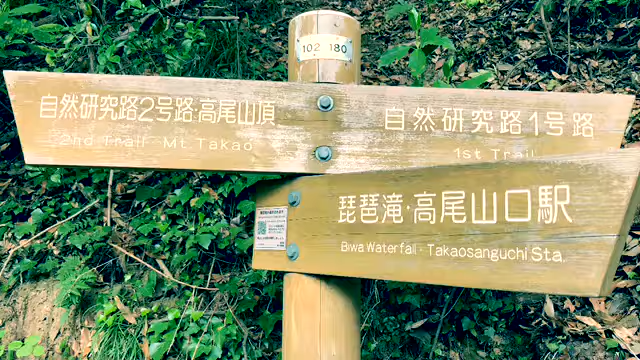 102 180
自然研究路2号路・高尾山頂
2nd Trail・Mt. Takao
自然研究路1号路
1st Trail
琵琶滝・高尾山口駅
Biwa Waterfall・Takaosanguchi Sta.